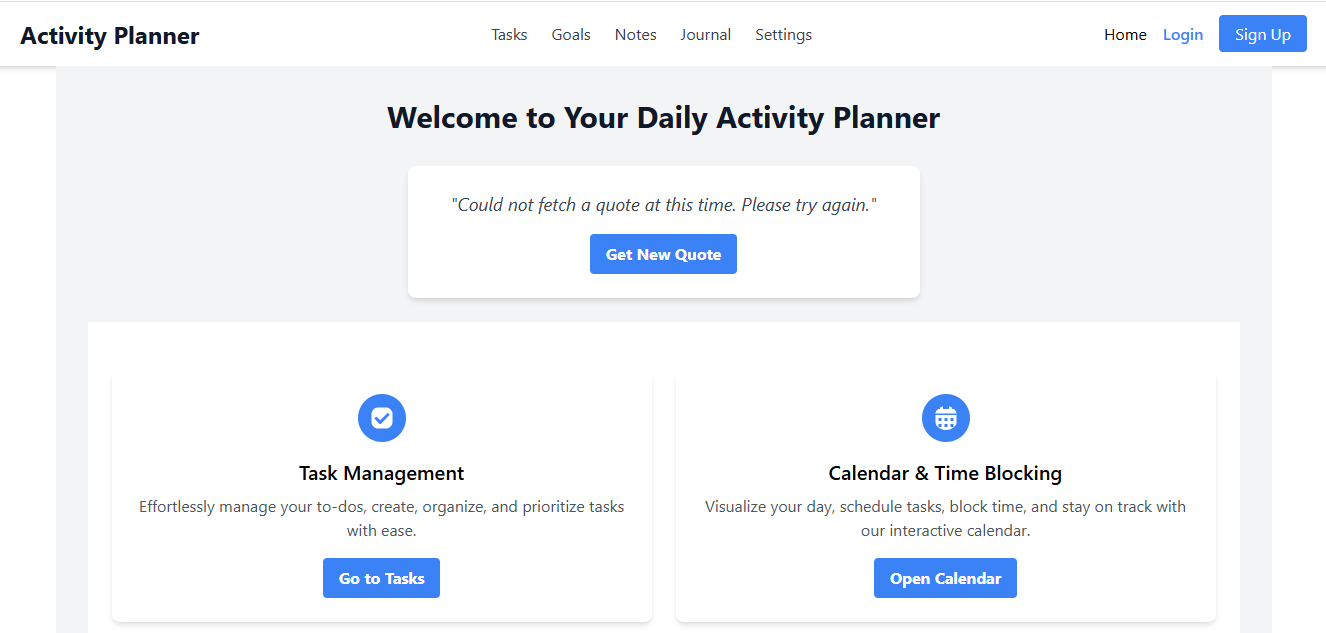 Activity Planner
Tasks Goals Notes Journal Settings
Home Login Sign Up
Welcome to Your Daily Activity Planner
"Could not fetch a quote at this time. Please try again."
Get New Quote
Task Management
Effortlessly manage your to-dos, create, organize, and prioritize tasks
with ease.
Go to Tasks
Calendar & Time Blocking
Visualize your day, schedule tasks, block time, and stay on track with
our interactive calendar.
Open Calendar